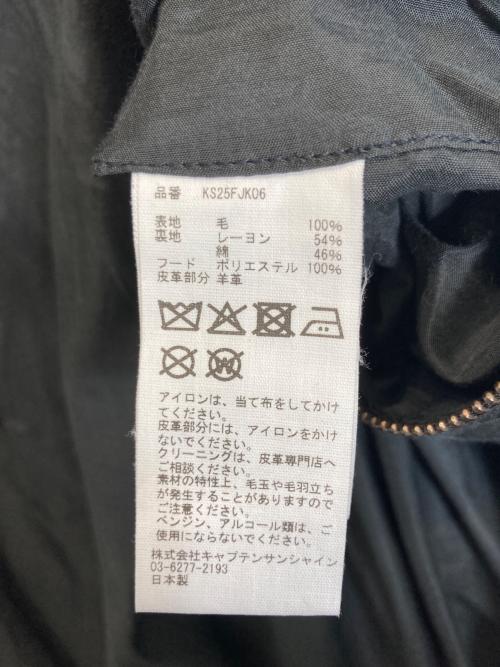 品番 KS25FJK06
表地 毛 100%
裏地 レーヨン 54%
綿 46%
フード ポリエステル 100%
皮革部分 羊革
アイロンは、当て布をしてかけ
てください。
皮革部分には、アイロンをかけ
ないでください。
クリーニングは、皮革専門店へ
ご相談ください。
素材の特性上、毛玉や毛羽立ち
が発生することがありますので
ご注意ください。
ベンジン、アルコール類は、ご
使用にならないでください。
株式会社キャプテンサンシャイン
03-6277-2193
日本製